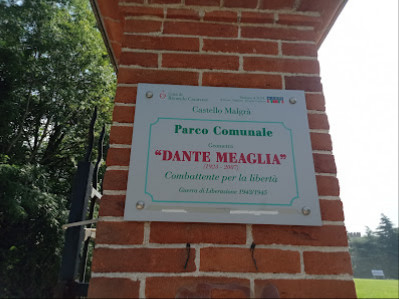 Castello Malgrà
Parco Comunale
"DANTE MEAGLIA"
Combattente per la libertà
Guerra di Liberazione 1943/1945